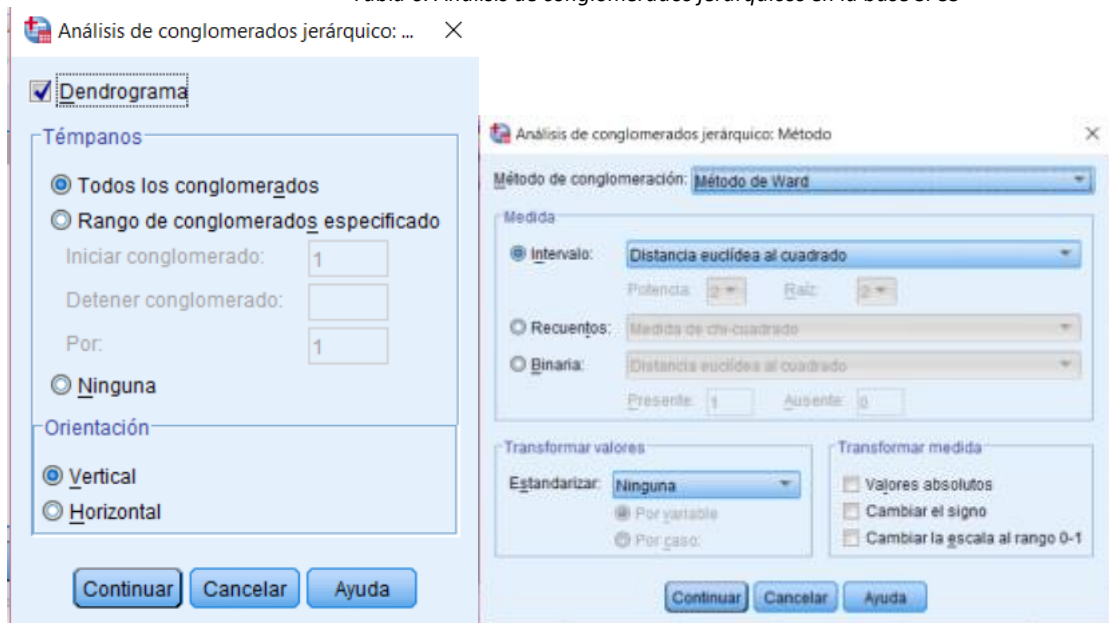 Análisis de conglomerados jerárquico: ...
Dendrograma
Témpanos
Todos los conglomerados
Rango de conglomerados especificado
Iniciar conglomerado: 1
Detener conglomerado:
Por: 1
Ninguna
Orientación
Vertical
Horizontal
Continuar Cancelar Ayuda
Análisis de conglomerados jerárquico: Método
Método de conglomeración: Método de Ward
Medida
Intervalo: Distancia euclídea al cuadrado
Potencia: 2 Raíz: 2
Recuentos: Medida de chi-cuadrado
Binaria: Distancia euclídea al cuadrado
Presente: 1 Ausente: 0
Transformar valores
Estandarizar: Ninguna
Por variable
Por caso:
Transformar medida
Valores absolutos
Cambiar el signo
Cambiar la escala al rango 0-1
Continuar Cancelar Ayuda